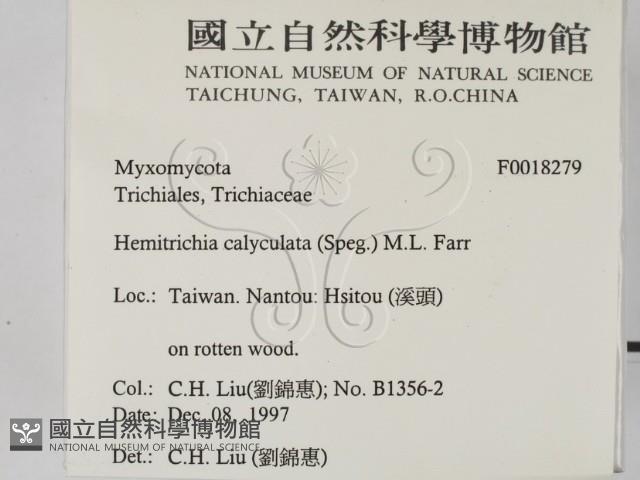 國立自然科學博物館
NATIONAL MUSEUM OF NATURAL SCIENCE
TAICHUNG, TAIWAN, R.O.CHINA
Myxomycota F0018279
Trichiales, Trichiaceae
Hemitrichia calyculata (Speg.) M.L. Farr
Loc.: Taiwan. Nantou: Hsitou (溪頭)
on rotten wood.
Col.: C.H. Liu(劉錦惠); No. B1356-2
Date: Dec. 08, 1997
國立自然科學博物館
NATIONAL MUSEUM OF NATURAL SCIENCE
Det.: C.H. Liu (劉錦惠)